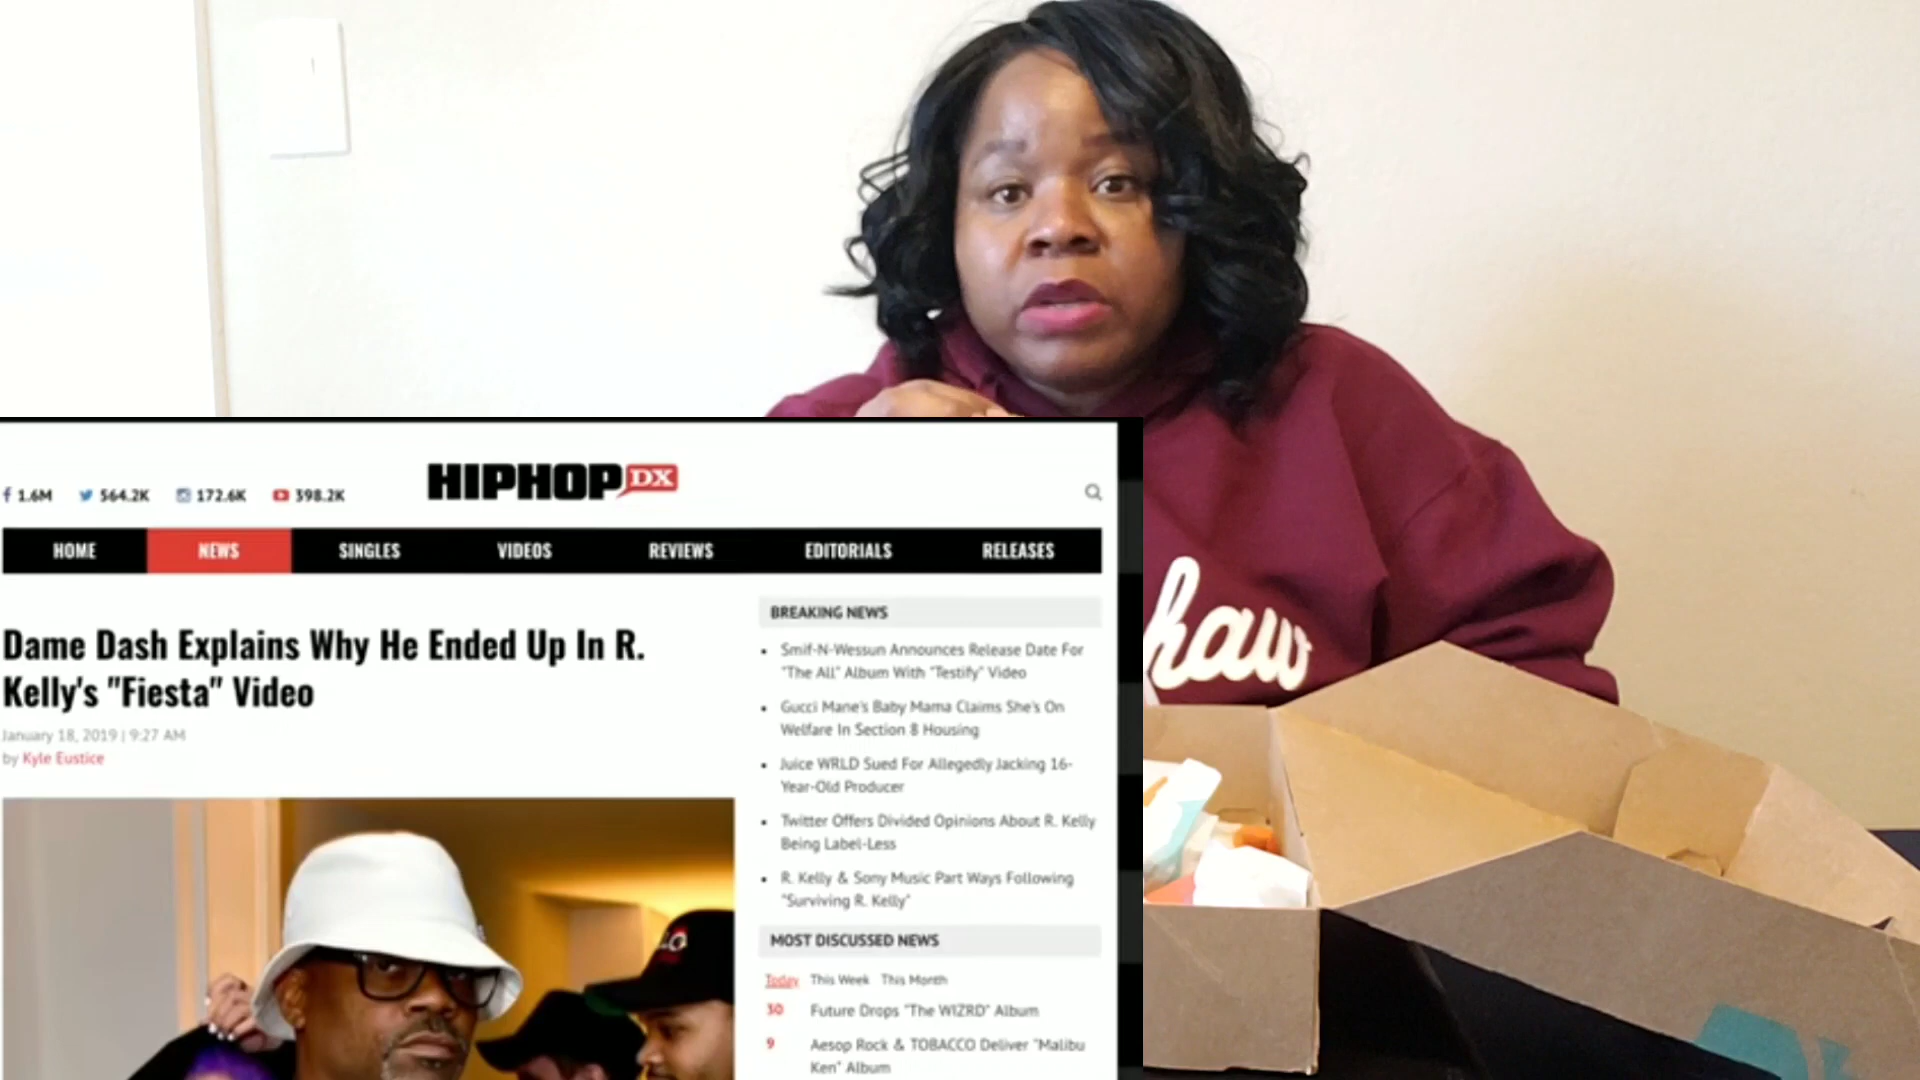 1.6M 564.2K 172.6K 398.2K
HIPHOP DX
HOME NEWS SINGLES VIDEOS REVIEWS EDITORIALS RELEASES
Dame Dash Explains Why He Ended Up In R.
Kelly's "Fiesta" Video
January 18, 2019 | 9:27 AM
by Kyle Eustice
BREAKING NEWS
Smif-N-Wessun Announces Release Date For
"The All" Album With "Testify" Video
Gucci Mane's Baby Mama Claims She's On
Welfare In Section 8 Housing
Juice WRLD Sued For Allegedly Jacking 16-
Year-Old Producer
Twitter Offers Divided Opinions About R. Kelly
Being Label-Less
R. Kelly & Sony Music Part Ways Following
"Surviving R. Kelly"
MOST DISCUSSED NEWS
Today This Week This Month
30 Future Drops "The WIZRD" Album
9 Aesop Rock & TOBACCO Deliver "Malibu
Ken" Album
haw